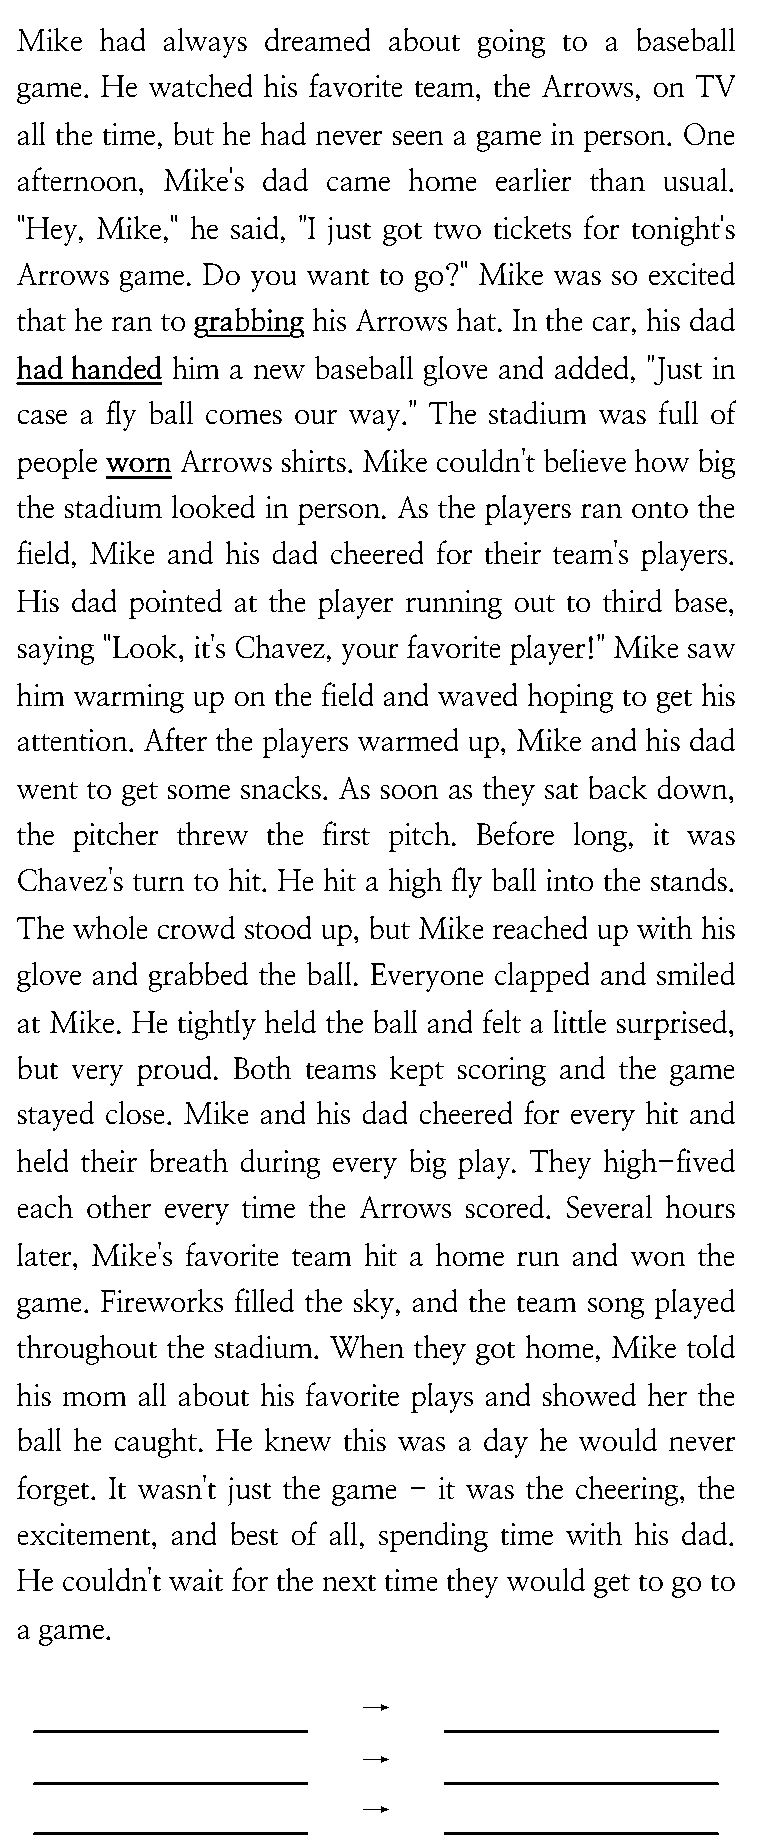 Mike had always dreamed about going to a baseball
game. He watched his favorite team, the Arrows, on TV
all the time, but he had never seen a game in person. One
afternoon, Mike's dad came home earlier than usual.
"Hey, Mike," he said, "I just got two tickets for tonight's
Arrows game. Do you want to go?" Mike was so excited
that he ran to grabbing his Arrows hat. In the car, his dad
had handed him a new baseball glove and added, "Just in
case a fly ball comes our way." The stadium was full of
people worn Arrows shirts. Mike couldn't believe how big
the stadium looked in person. As the players ran onto the
field, Mike and his dad cheered for their team's players.
His dad pointed at the player running out to third base,
saying "Look, it's Chavez, your favorite player!" Mike saw
him warming up on the field and waved hoping to get his
attention. After the players warmed up, Mike and his dad
went to get some snacks. As soon as they sat back down,
the pitcher threw the first pitch. Before long, it was
Chavez's turn to hit. He hit a high fly ball into the stands.
The whole crowd stood up, but Mike reached up with his
glove and grabbed the ball. Everyone clapped and smiled
at Mike. He tightly held the ball and felt a little surprised,
but very proud. Both teams kept scoring and the game
stayed close. Mike and his dad cheered for every hit and
held their breath during every big play. They high-fived
each other every time the Arrows scored. Several hours
later, Mike's favorite team hit a home run and won the
game. Fireworks filled the sky, and the team song played
throughout the stadium. When they got home, Mike told
his mom all about his favorite plays and showed her the
ball he caught. He knew this was a day he would never
forget. It wasn't just the game - it was the cheering, the
excitement, and best of all, spending time with his dad.
He couldn't wait for the next time they would get to go to
a game.
→
→
→